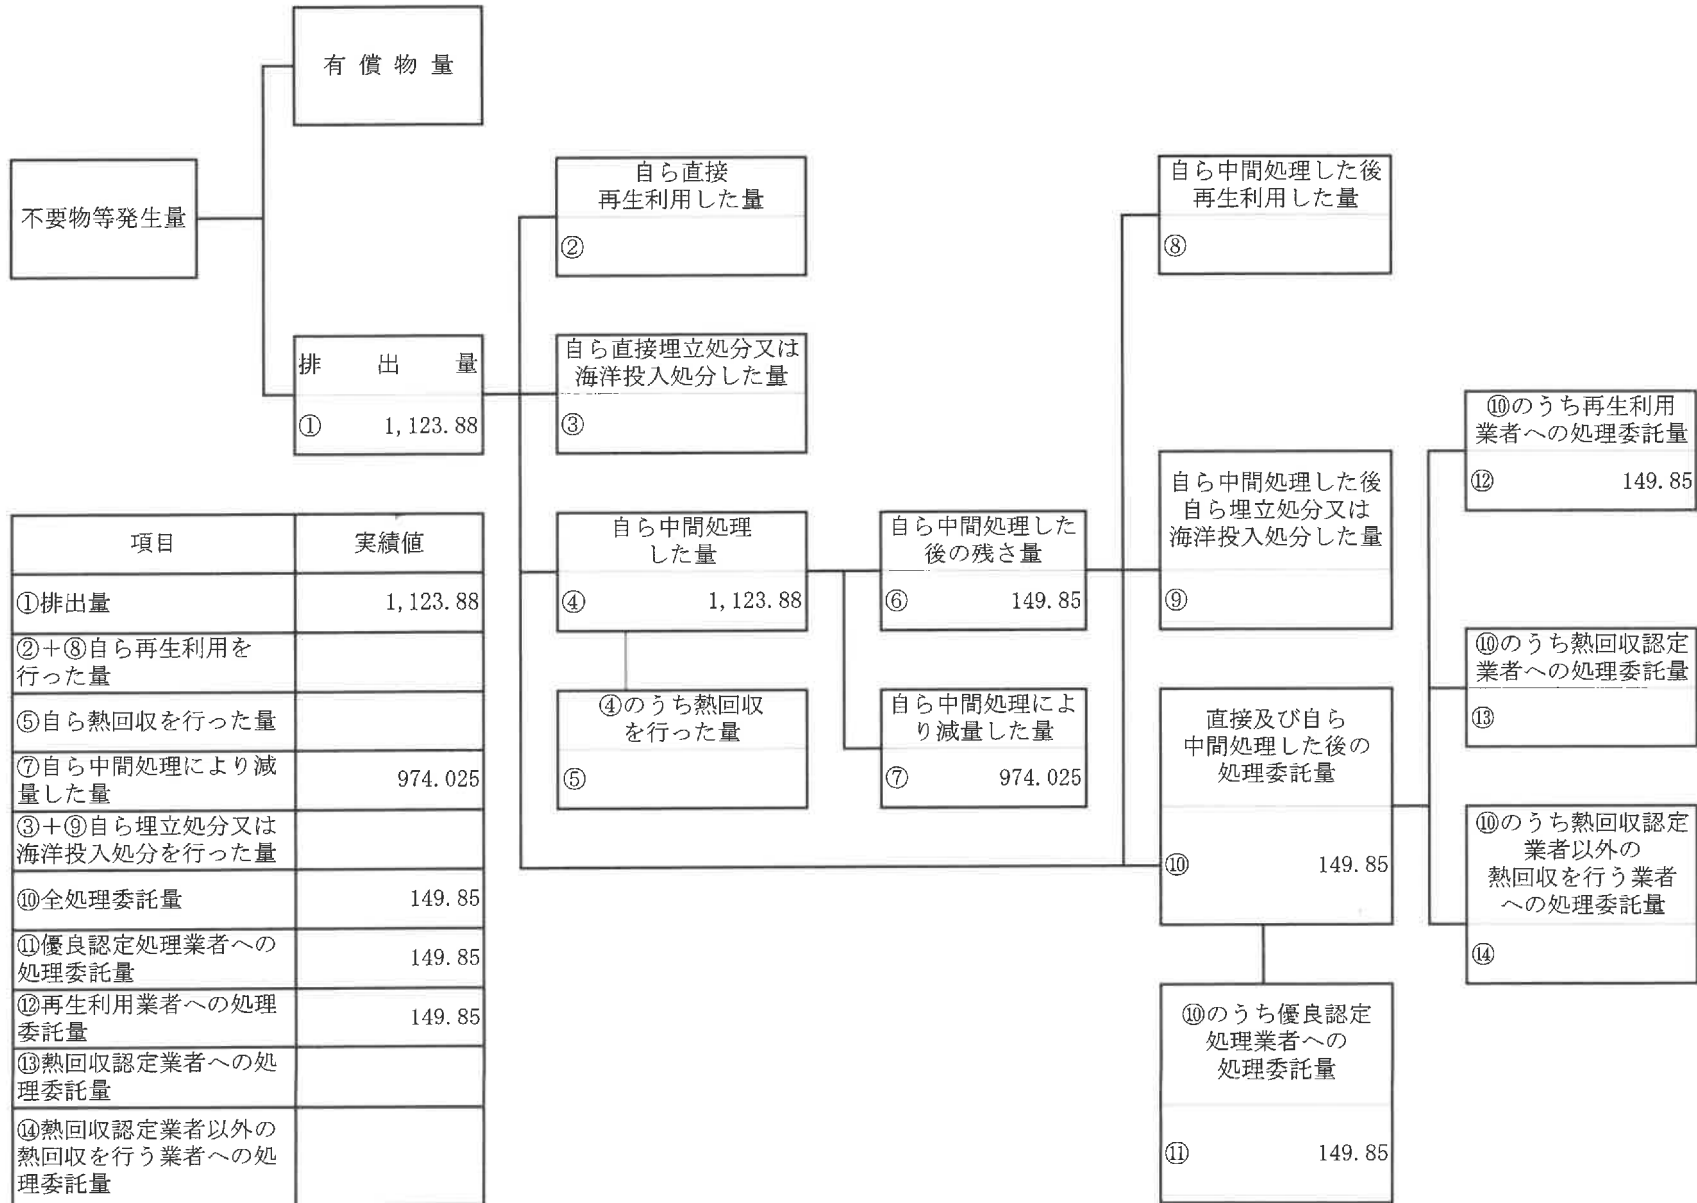 有償物量
不要物等発生量
排出量
① 1,123.88
自ら直接
再生利用した量
②
自ら直接埋立処分又は
海洋投入処分した量
③
自ら中間処理
した量
④ 1,123.88
④のうち熱回収
を行った量
⑤
自ら中間処理した
後の残さ量
⑥ 149.85
自ら中間処理によ
り減量した量
⑦ 974.025
自ら中間処理した後
再生利用した量
⑧
自ら中間処理した後
自ら埋立処分又は
海洋投入処分した量
⑨
直接及び自ら
中間処理した後の
処理委託量
⑩ 149.85
⑩のうち優良認定
処理業者への
処理委託量
⑪ 149.85
⑩のうち再生利用
業者への処理委託量
⑫ 149.85
⑩のうち熱回収認定
業者への処理委託量
⑬
⑩のうち熱回収認定
業者以外の
熱回収を行う業者
への処理委託量
⑭
項目 実績値
①排出量 1,123.88
②+⑧自ら再生利用を
行った量
⑤自ら熱回収を行った量
⑦自ら中間処理により減
量した量 974.025
③+⑨自ら埋立処分又は
海洋投入処分を行った量
⑩全処理委託量 149.85
⑪優良認定処理業者への
処理委託量 149.85
⑫再生利用業者への処理
委託量 149.85
⑬熱回収認定業者への処
理委託量
⑭熱回収認定業者以外の
熱回収を行う業者への処
理委託量